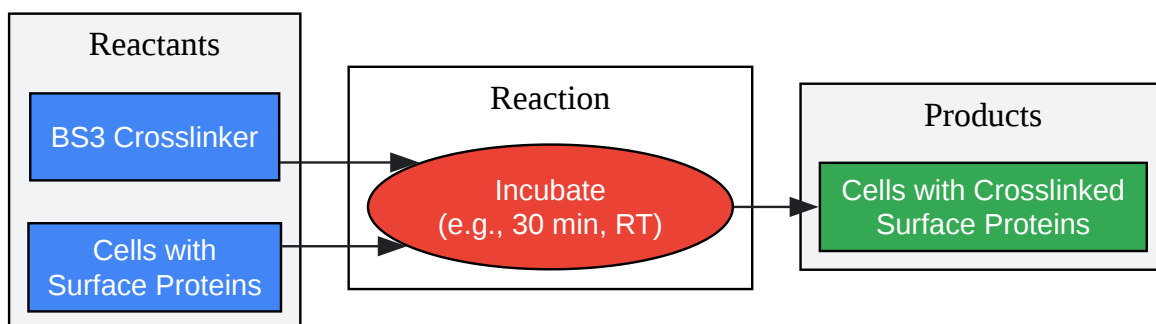 Reactants
BS3 Crosslinker
Cells with
Surface Proteins
Reaction
Incubate
(e.g., 30 min, RT)
Products
Cells with Crosslinked
Surface Proteins